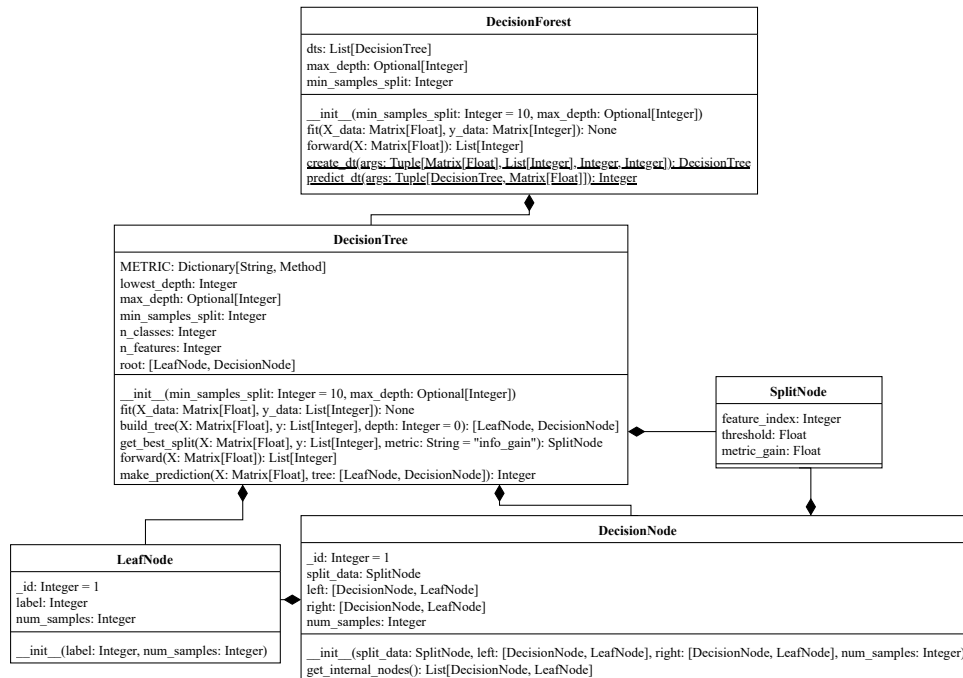 DecisionForest
dts: List[DecisionTree]
max_depth: Optional[Integer]
min_samples_split: Integer
__init__(min_samples_split: Integer = 10, max_depth: Optional[Integer])
fit(X_data: Matrix[Float], y_data: Matrix[Integer]): None
forward(X: Matrix[Float]): List[Integer]
create_dt(args: Tuple[Matrix[Float], List[Integer], Integer, Integer]): DecisionTree
predict_dt(args: Tuple[DecisionTree, Matrix[Float]]): Integer
DecisionTree
METRIC: Dictionary[String, Method]
lowest_depth: Integer
max_depth: Optional[Integer]
min_samples_split: Integer
n_classes: Integer
n_features: Integer
root: [LeafNode, DecisionNode]
__init__(min_samples_split: Integer = 10, max_depth: Optional[Integer])
fit(X_data: Matrix[Float], y_data: List[Integer]): None
build_tree(X: Matrix[Float], y: List[Integer], depth: Integer = 0): [LeafNode, DecisionNode]
get_best_split(X: Matrix[Float], y: List[Integer], metric: String = "info_gain"): SplitNode
forward(X: Matrix[Float]): List[Integer]
make_prediction(X: Matrix[Float], tree: [LeafNode, DecisionNode]): Integer
SplitNode
feature_index: Integer
threshold: Float
metric_gain: Float
LeafNode
_id: Integer = 1
label: Integer
num_samples: Integer
__init__(label: Integer, num_samples: Integer)
DecisionNode
_id: Integer = 1
split_data: SplitNode
left: [DecisionNode, LeafNode]
right: [DecisionNode, LeafNode]
num_samples: Integer
__init__(split_data: SplitNode, left: [DecisionNode, LeafNode], right: [DecisionNode, LeafNode], num_samples: Integer)
get_internal_nodes(): List[DecisionNode, LeafNode]